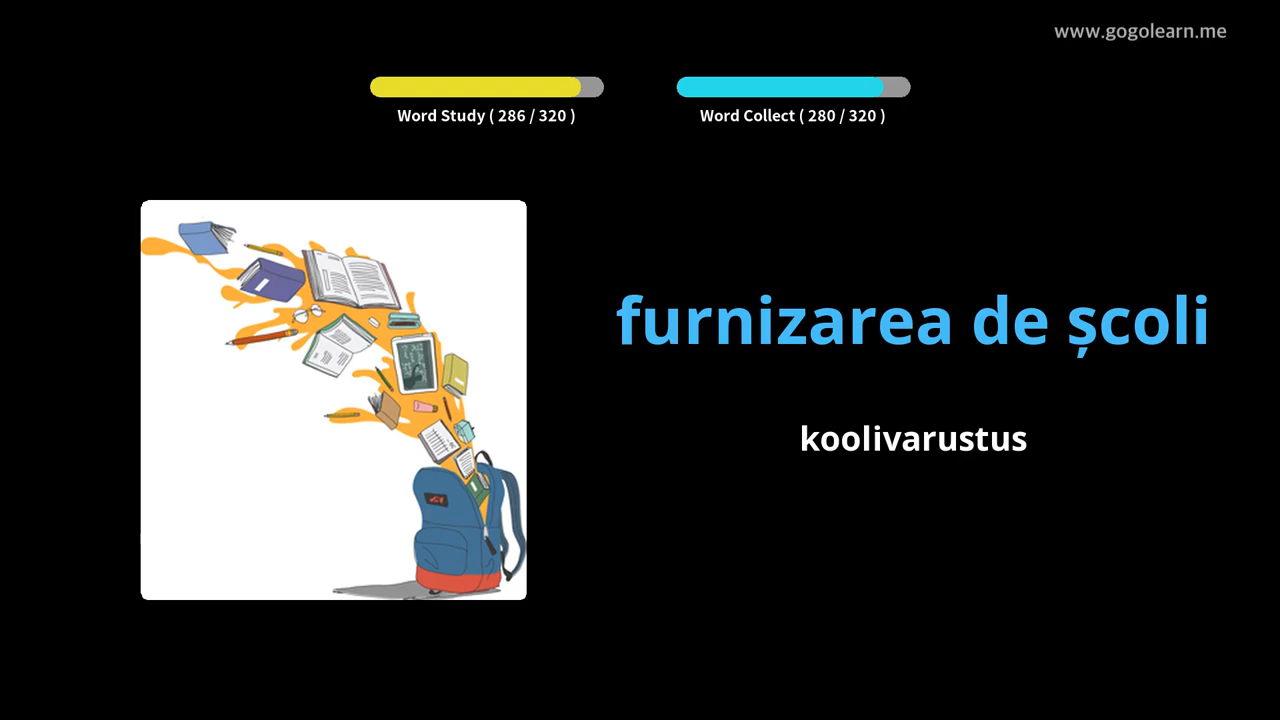 www.gogolearn.me
Word Study ( 286 / 320 )
Word Collect ( 280 / 320 )
furnizarea de școli
koolivarustus